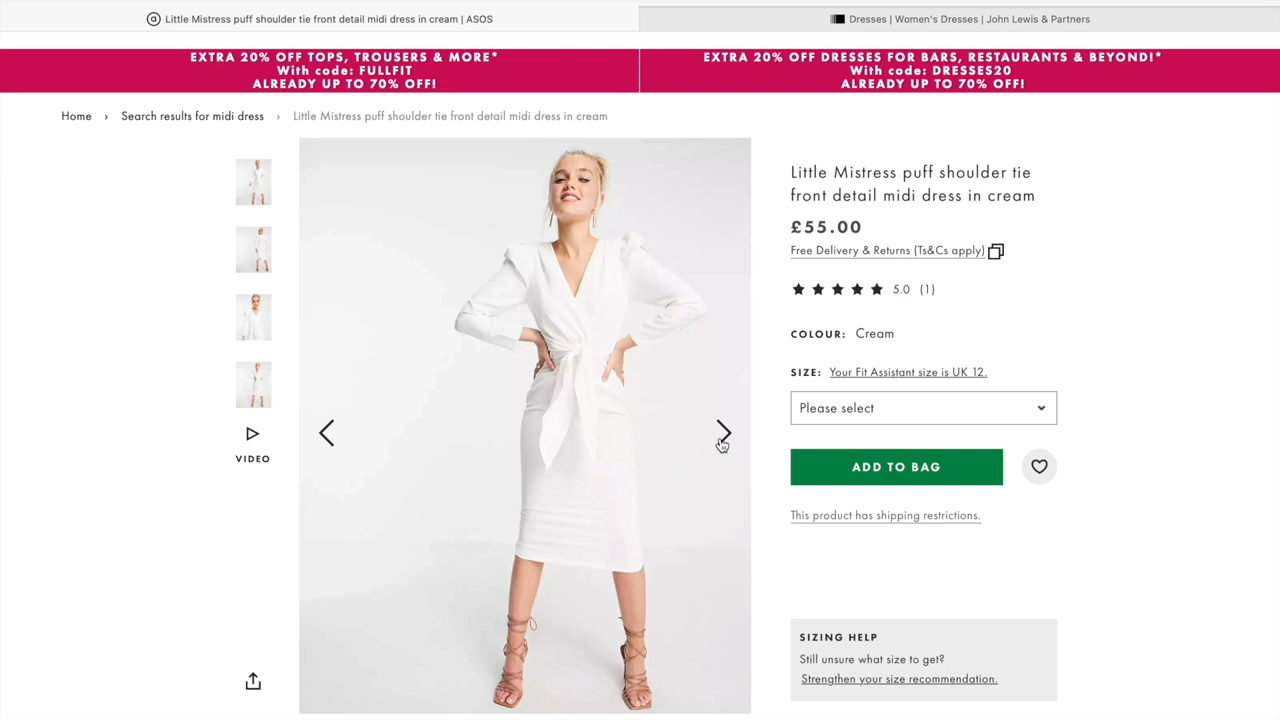 Little Mistress puff shoulder tie front detail midi dress in cream | ASOS
Dresses | Women's Dresses | John Lewis & Partners
EXTRA 20% OFF TOPS, TROUSERS & MORE*
With code: FULLFIT
ALREADY UP TO 70% OFF!
EXTRA 20% OFF DRESSES FOR BARS, RESTAURANTS & BEYOND!*
With code: DRESSES20
ALREADY UP TO 70% OFF!
Home › Search results for midi dress › Little Mistress puff shoulder tie front detail midi dress in cream
VIDEO
Little Mistress puff shoulder tie
front detail midi dress in cream
£55.00
Free Delivery & Returns (Ts&Cs apply)
5.0 (1)
COLOUR: Cream
SIZE: Your Fit Assistant size is UK 12.
Please select
ADD TO BAG
This product has shipping restrictions.
SIZING HELP
Still unsure what size to get?
Strengthen your size recommendation.